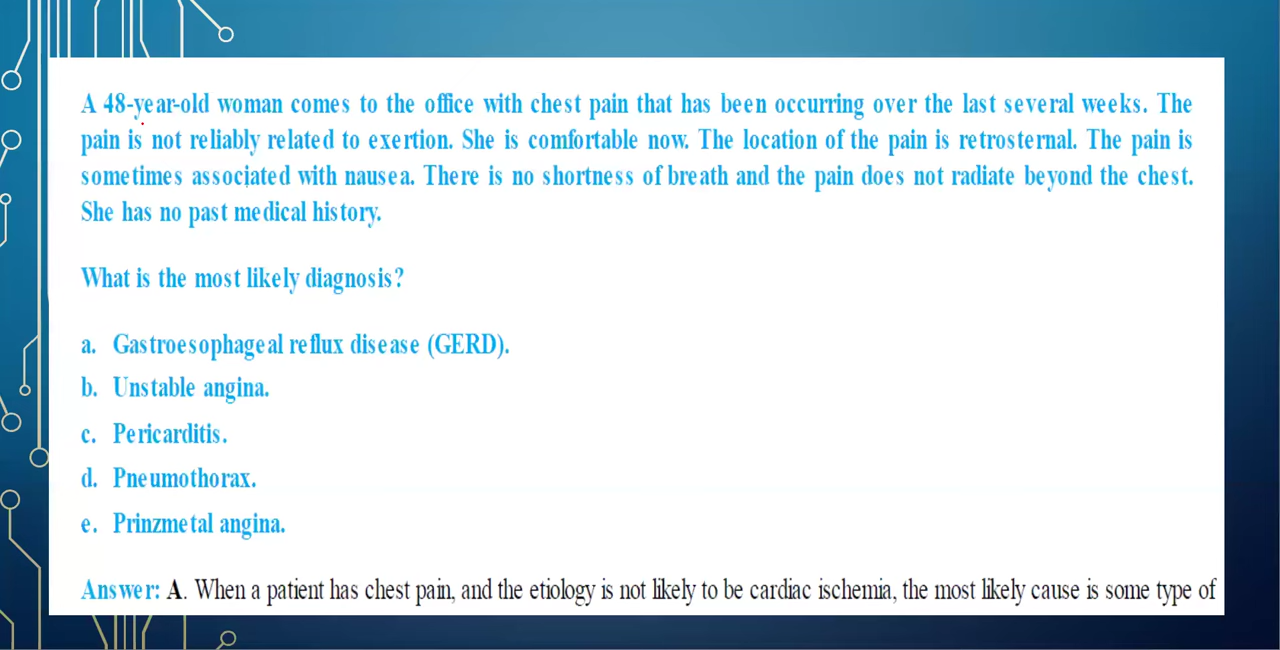 A 48-year-old woman comes to the office with chest pain that has been occurring over the last several weeks. The
pain is not reliably related to exertion. She is comfortable now. The location of the pain is retrosternal. The pain is
sometimes associated with nausea. There is no shortness of breath and the pain does not radiate beyond the chest.
She has no past medical history.
What is the most likely diagnosis?
a. Gastroesophageal reflux disease (GERD).
b. Unstable angina.
c. Pericarditis.
d. Pneumothorax.
e. Prinzmetal angina.
Answer: A. When a patient has chest pain, and the etiology is not likely to be cardiac ischemia, the most likely cause is some type of